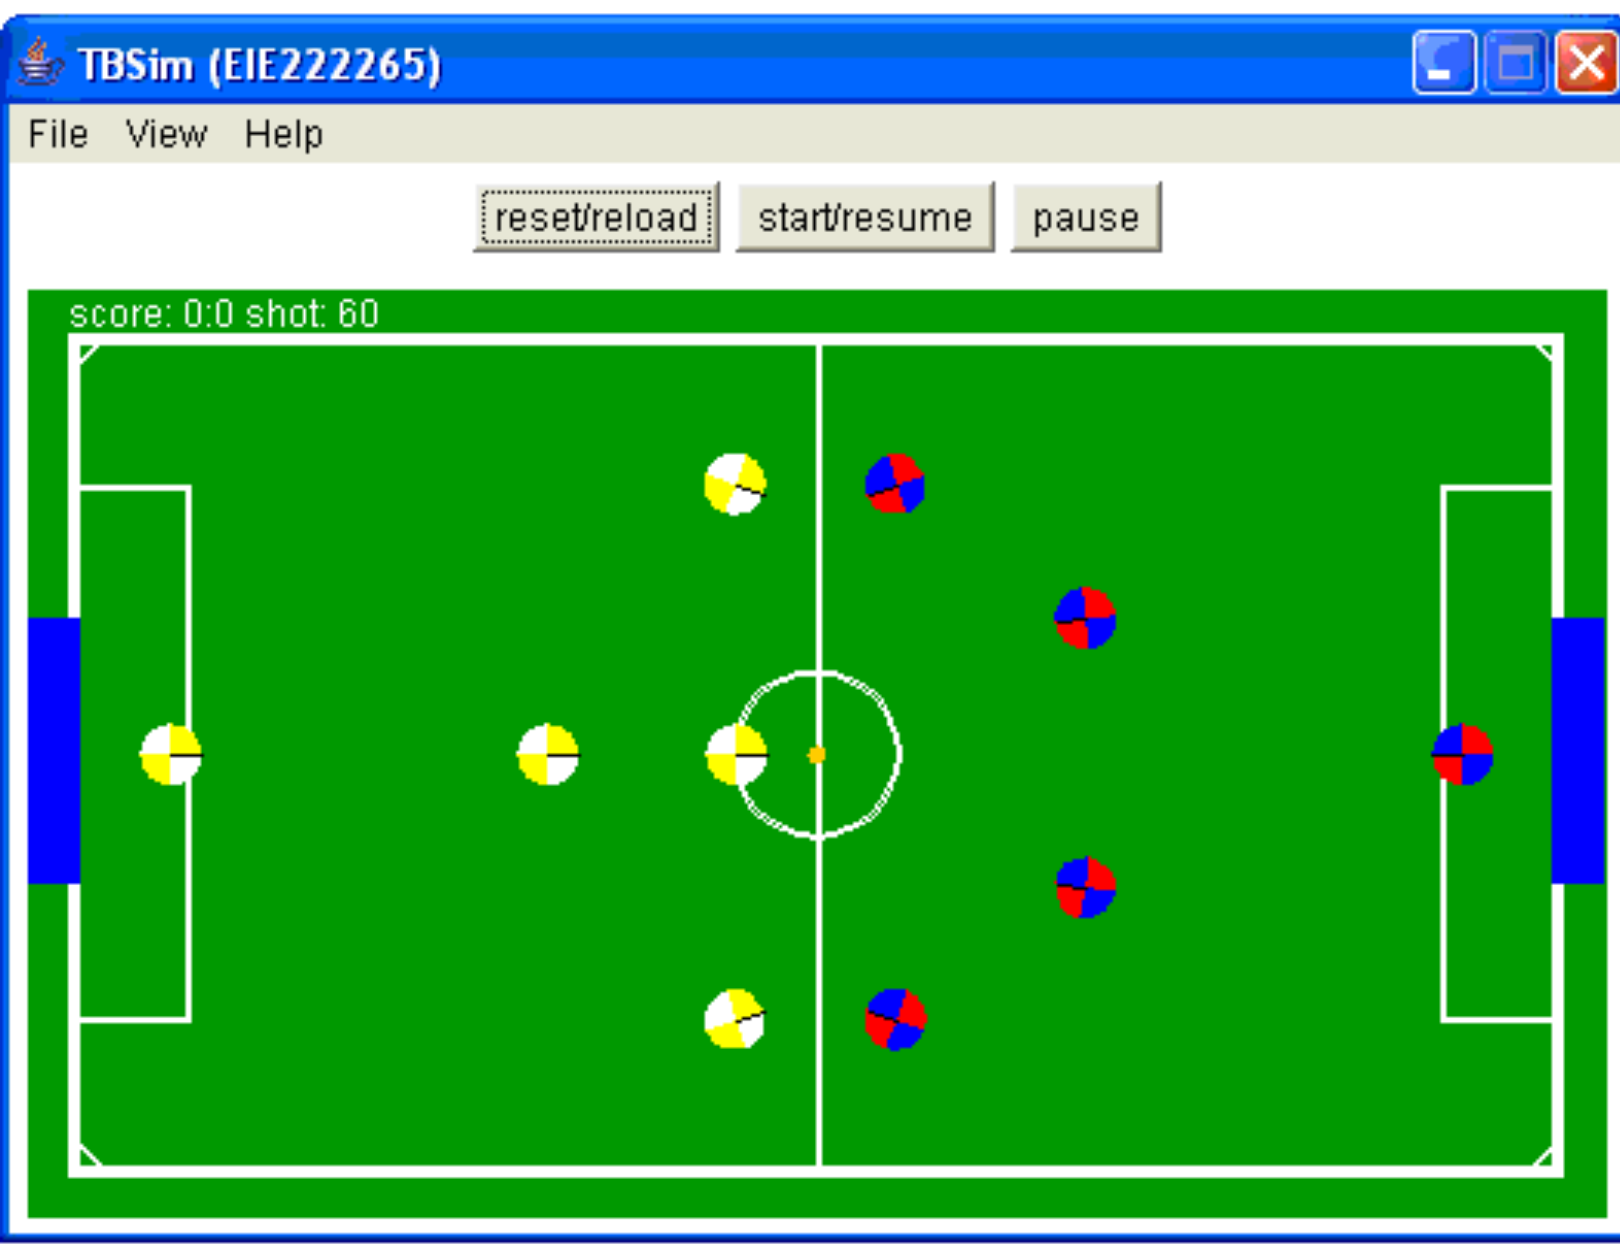 TBSim (EIE222265)
File View Help
reset/reload start/resume pause
score: 0:0 shot: 60